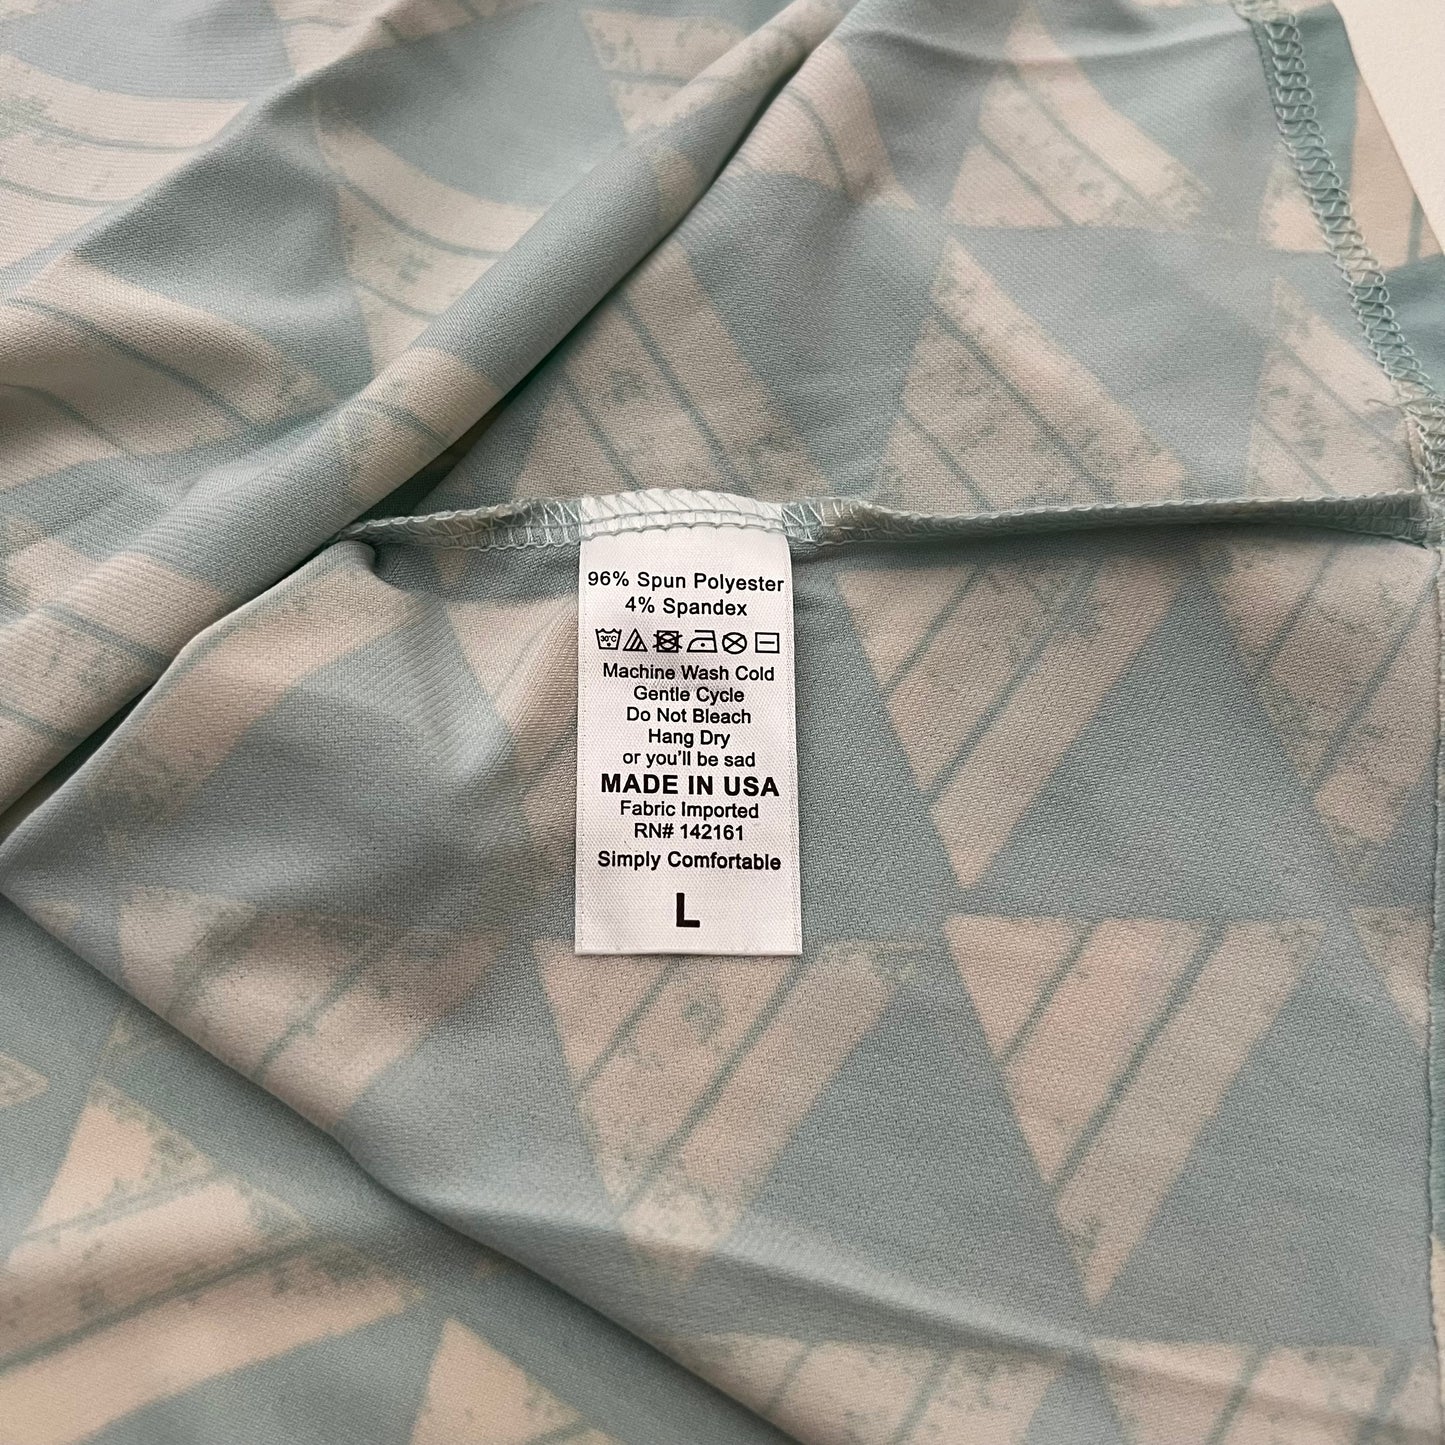 96% Spun Polyester
4% Spandex
30°C
Machine Wash Cold
Gentle Cycle
Do Not Bleach
Hang Dry
or you'll be sad
MADE IN USA
Fabric Imported
RN# 142161
Simply Comfortable
L